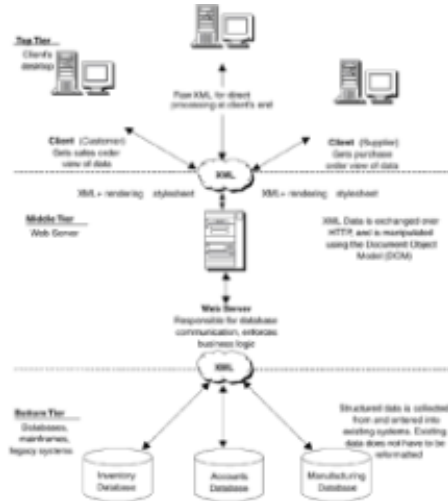 Top Tier
Client's
desktop
Raw XML for direct
processing at client's end
Client (Customer)
Gets sales order
view of data
Client (Supplier)
Gets purchase
order view of data
XML
XML+ rendering stylesheet
XML+ rendering stylesheet
Middle Tier
Web Server
XML Data is exchanged over
HTTP, and is manipulated
using the Document Object
Model (DOM)
Web Server
Responsible for database
communication, enforces
business logic
XML
Bottom Tier
Databases,
mainframes,
legacy systems
Structured data is collected
from and entered into
existing systems. Existing
data does not have to be
reformatted
Inventory
Database
Accounts
Database
Manufacturing
Database